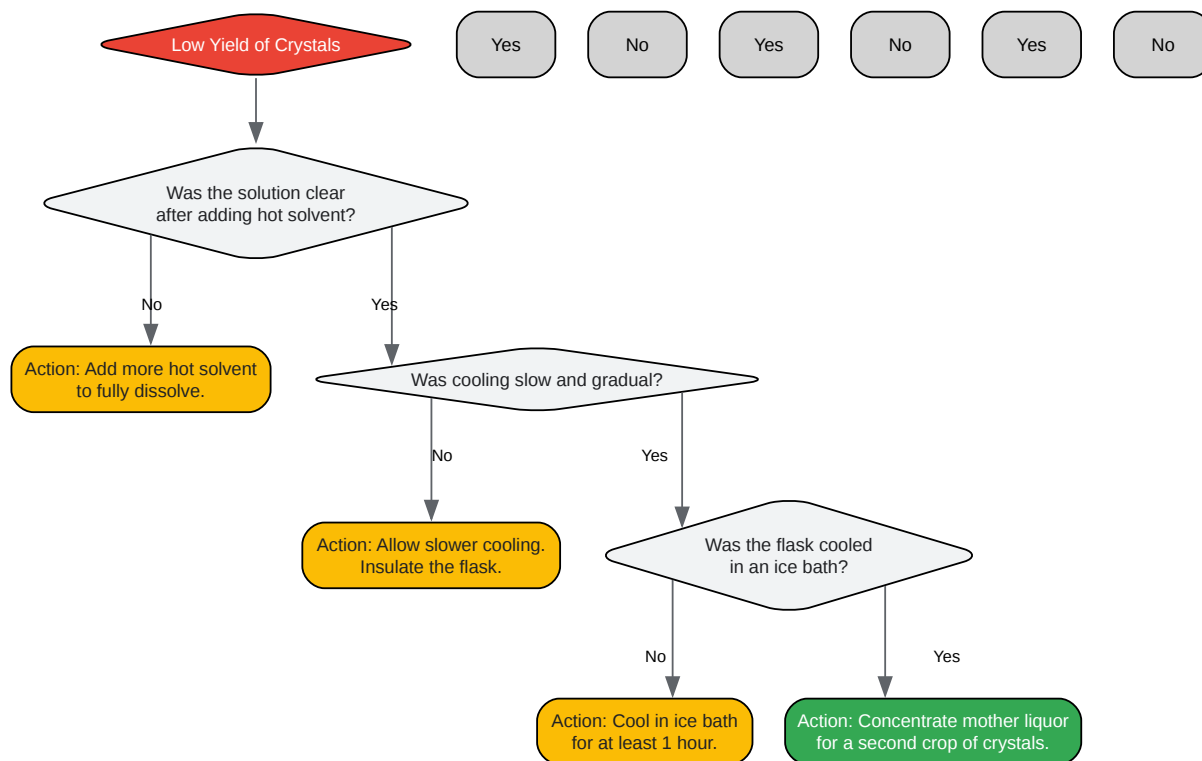 Low Yield of Crystals
Yes
No
Yes
No
Yes
No
Was the solution clear
after adding hot solvent?
No
Yes
Action: Add more hot solvent
to fully dissolve.
Was cooling slow and gradual?
No
Yes
Action: Allow slower cooling.
Insulate the flask.
Was the flask cooled
in an ice bath?
No
Yes
Action: Cool in ice bath
for at least 1 hour.
Action: Concentrate mother liquor
for a second crop of crystals.